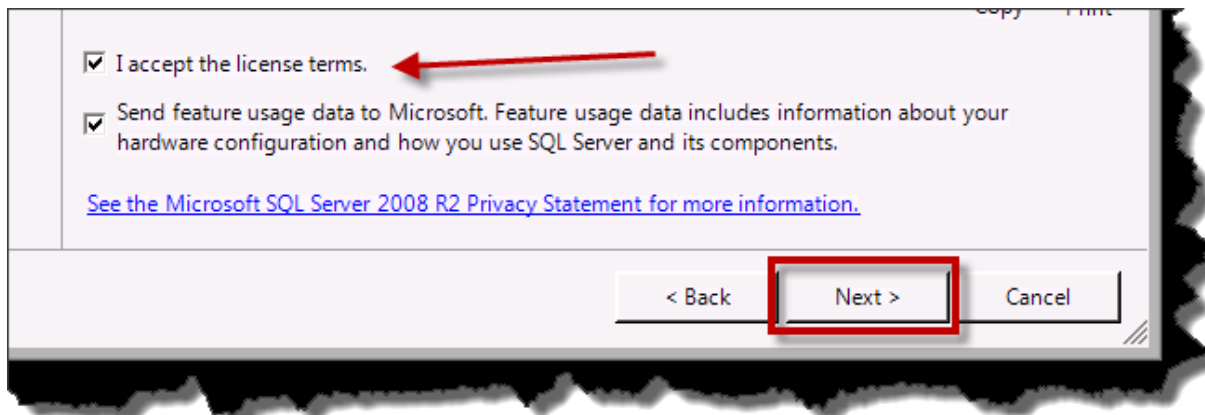 Copy Print
I accept the license terms.
Send feature usage data to Microsoft. Feature usage data includes information about your
hardware configuration and how you use SQL Server and its components.
See the Microsoft SQL Server 2008 R2 Privacy Statement for more information.
< Back Next > Cancel